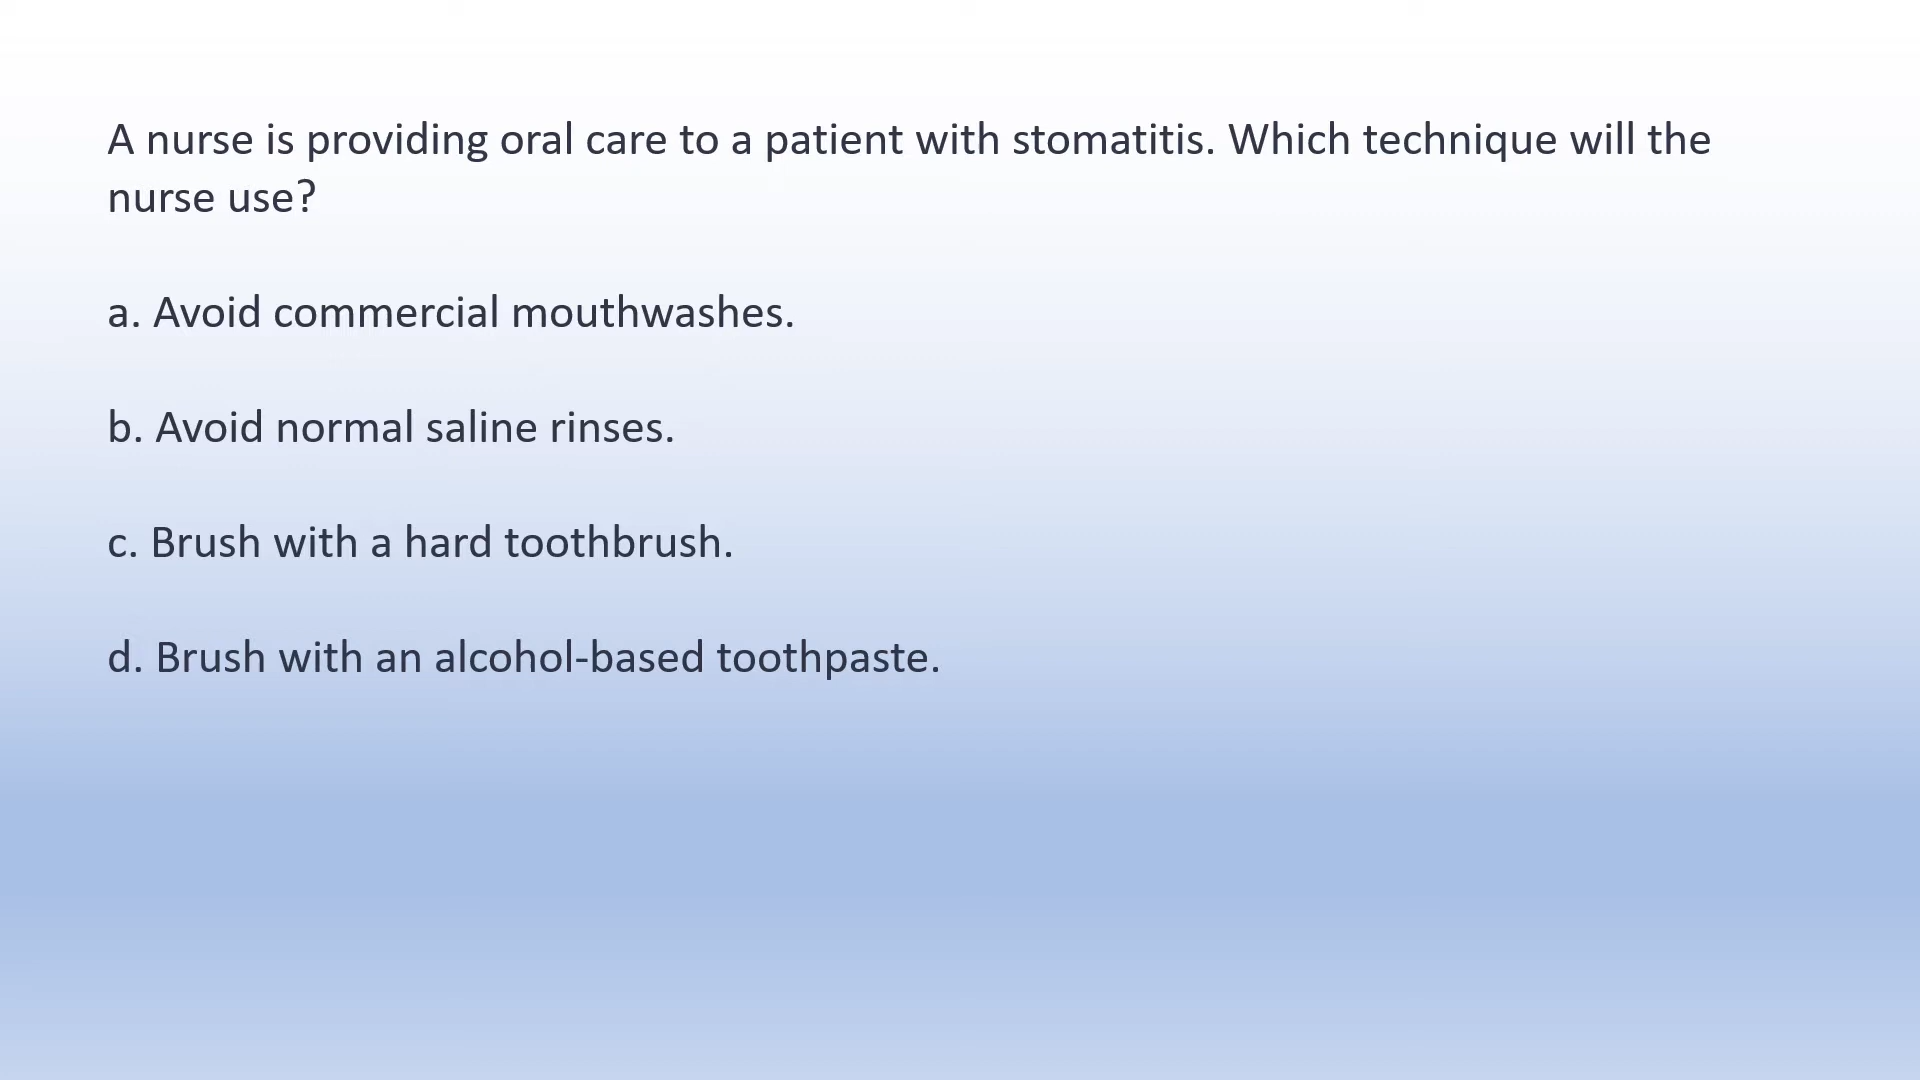 A nurse is providing oral care to a patient with stomatitis. Which technique will the
nurse use?
a. Avoid commercial mouthwashes.
b. Avoid normal saline rinses.
c. Brush with a hard toothbrush.
d. Brush with an alcohol-based toothpaste.